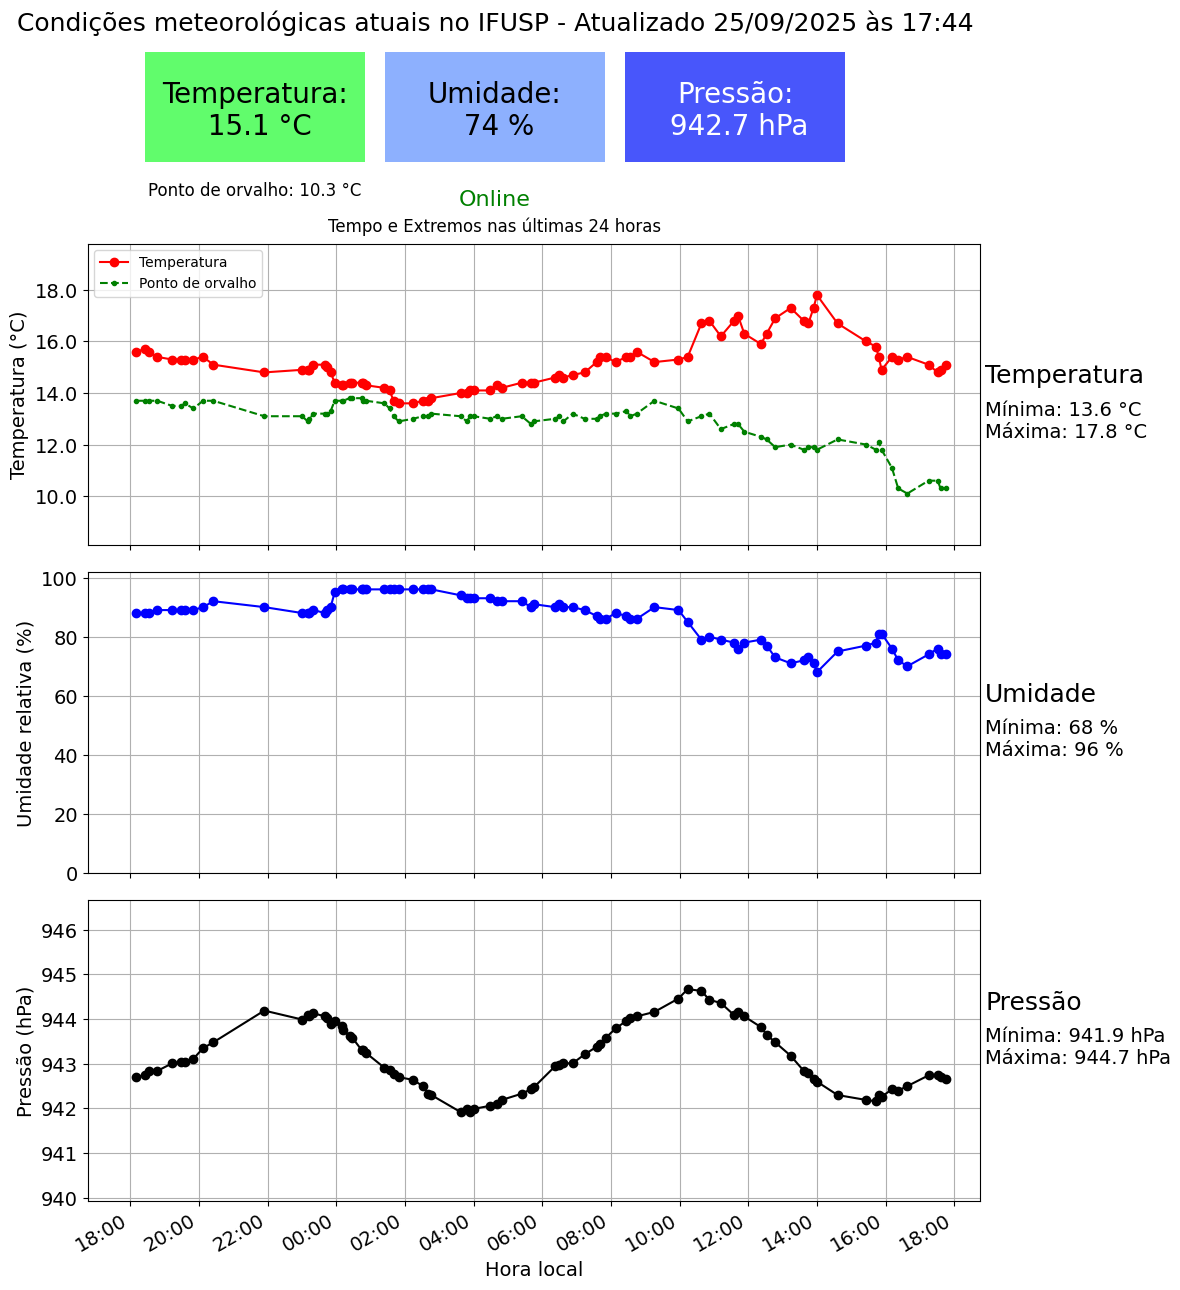 Condições meteorológicas atuais no IFUSP - Atualizado 25/09/2025 às 17:44
Temperatura:
15.1 °C
Umidade:
74 %
Pressão:
942.7 hPa
Ponto de orvalho: 10.3 °C
Online
Tempo e Extremos nas últimas 24 horas
Temperatura
Ponto de orvalho
Temperatura (°C)
18.0
16.0
14.0
12.0
10.0
Temperatura
Mínima: 13.6 °C
Máxima: 17.8 °C
Umidade relativa (%)
100
80
60
40
20
0
Umidade
Mínima: 68 %
Máxima: 96 %
Pressão (hPa)
946
945
944
943
942
941
940
Pressão
Mínima: 941.9 hPa
Máxima: 944.7 hPa
18:00 20:00 22:00 00:00 02:00 04:00 06:00 08:00 10:00 12:00 14:00 16:00 18:00
Hora local